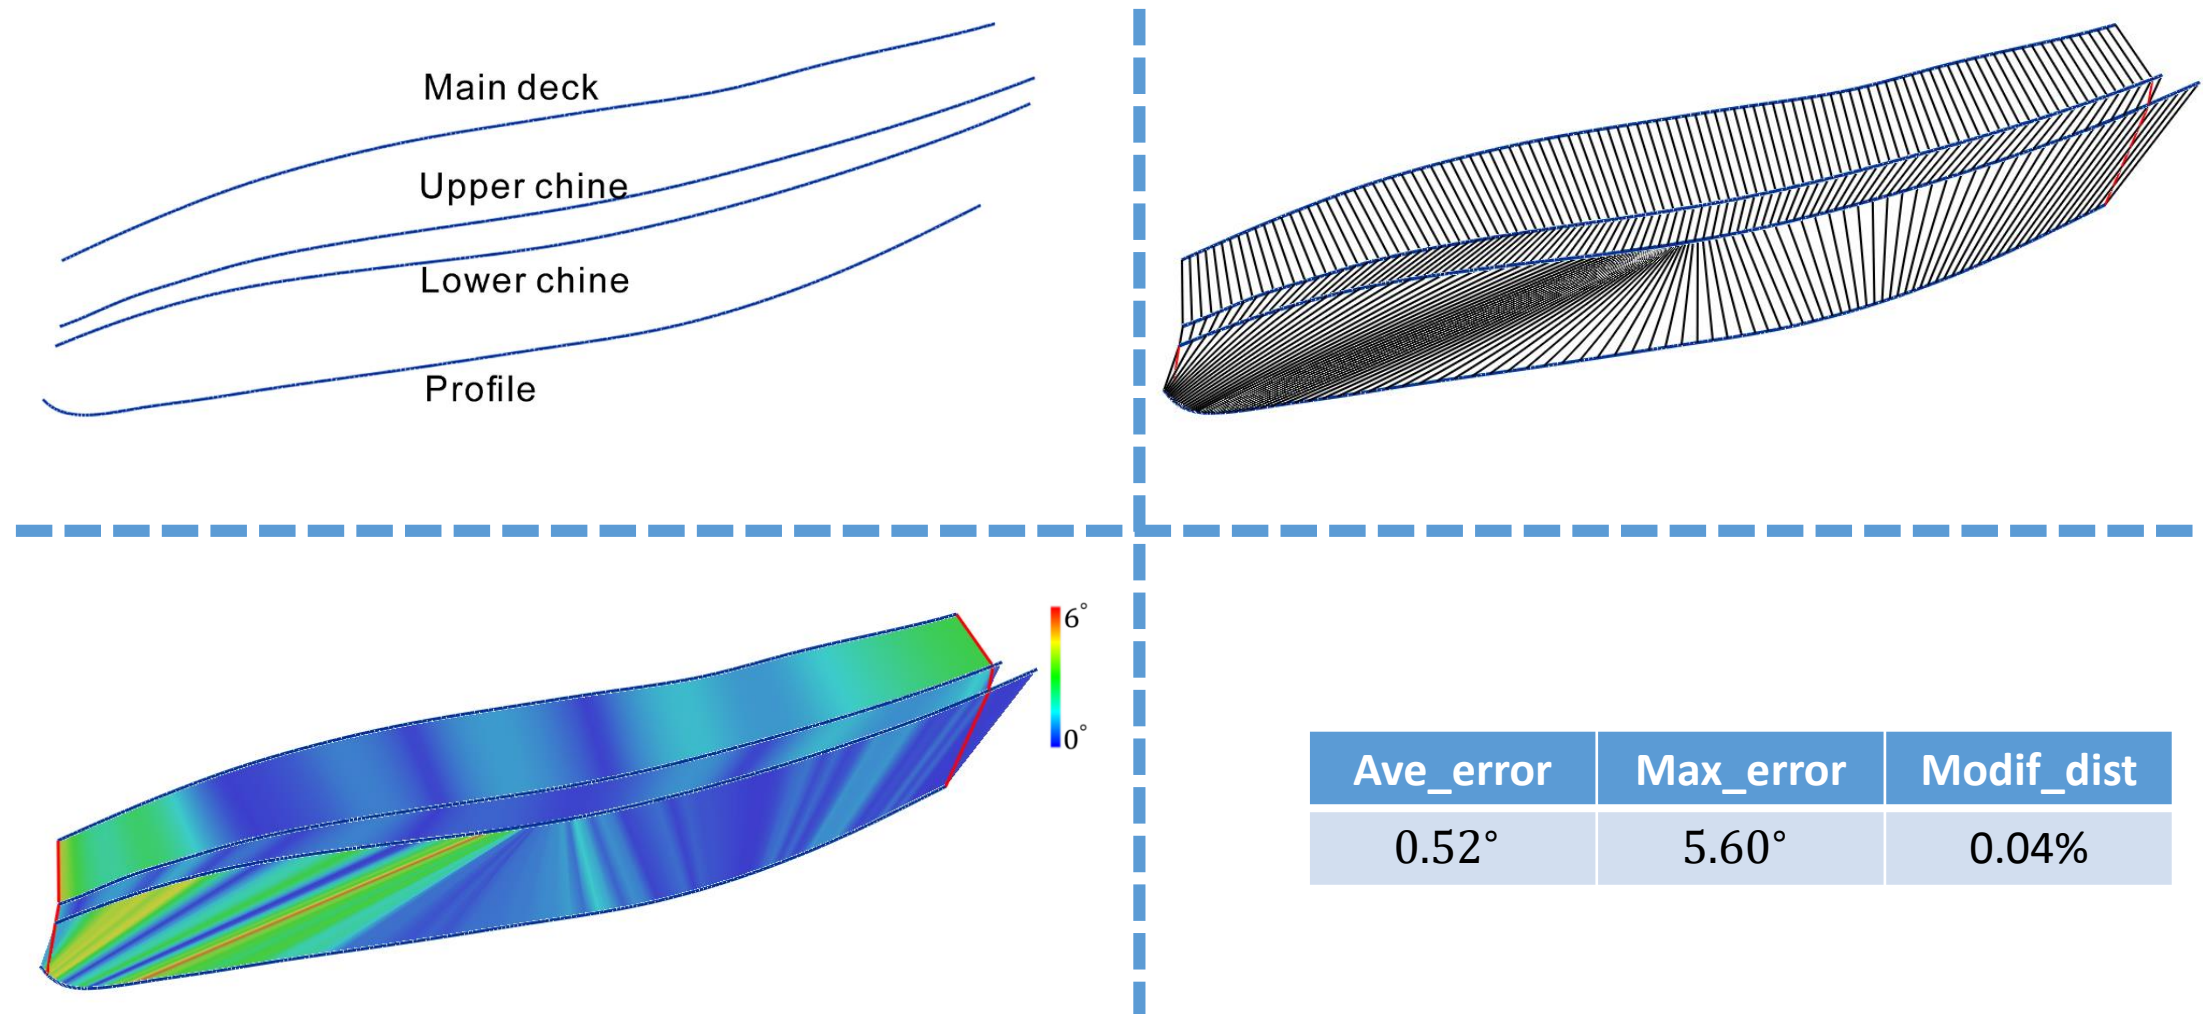 Main deck
Upper chine
Lower chine
Profile
6°
0°
Ave_error Max_error Modif_dist
0.52° 5.60° 0.04%